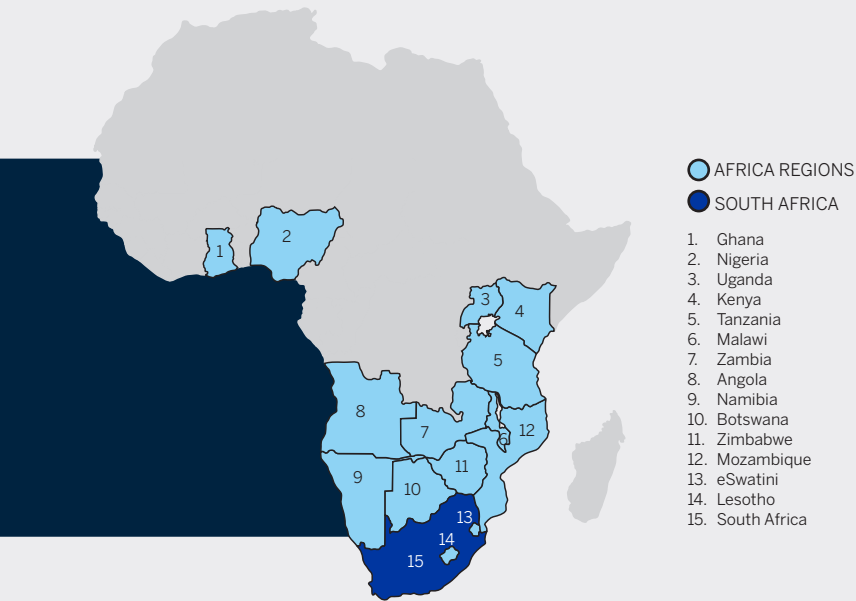 AFRICA REGIONS
SOUTH AFRICA
1. Ghana
2. Nigeria
3. Uganda
4. Kenya
5. Tanzania
6. Malawi
7. Zambia
8. Angola
9. Namibia
10. Botswana
11. Zimbabwe
12. Mozambique
13. eSwatini
14. Lesotho
15. South Africa
1
2
3
4
5
8
7
6
12
9
10
11
13
14
15